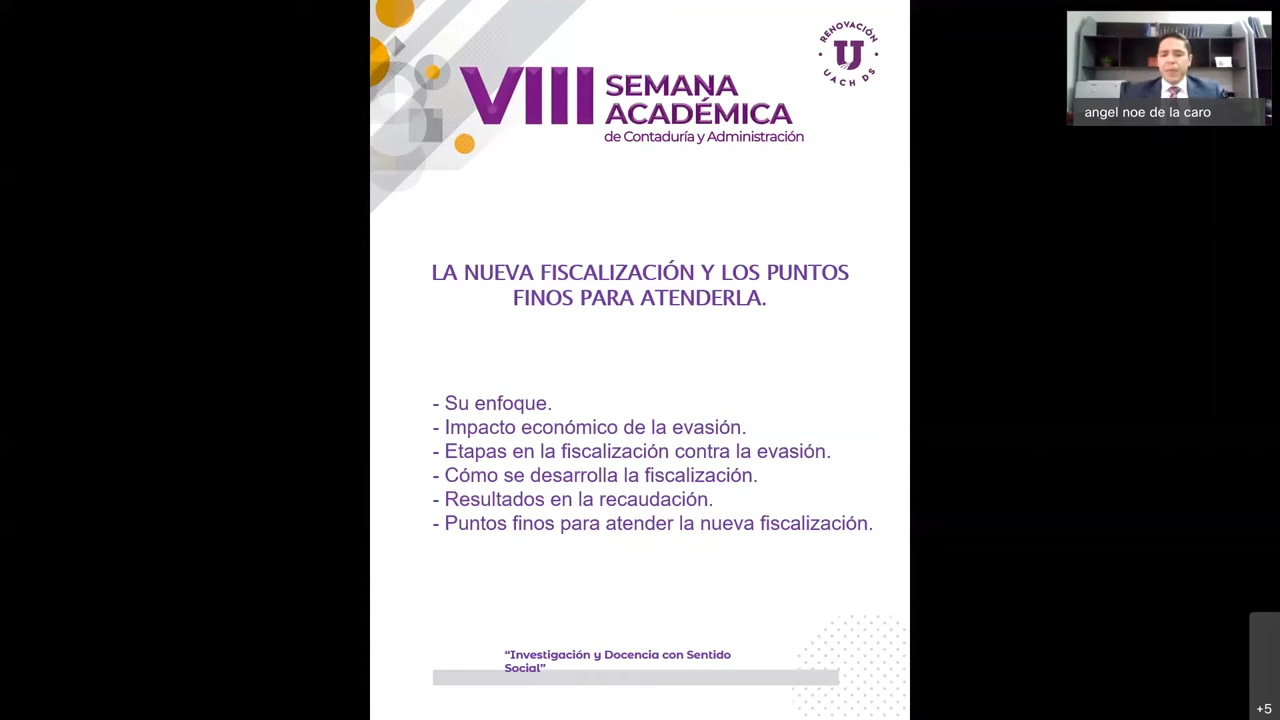 VIII SEMANA
ACADÉMICA
de Contaduría y Administración
RENOVACIÓN
U
UACH DS
angel noe de la caro
LA NUEVA FISCALIZACIÓN Y LOS PUNTOS
FINOS PARA ATENDERLA.
- Su enfoque.
- Impacto económico de la evasión.
- Etapas en la fiscalización contra la evasión.
- Cómo se desarrolla la fiscalización.
- Resultados en la recaudación.
- Puntos finos para atender la nueva fiscalización.
“Investigación y Docencia con Sentido
Social”
+5